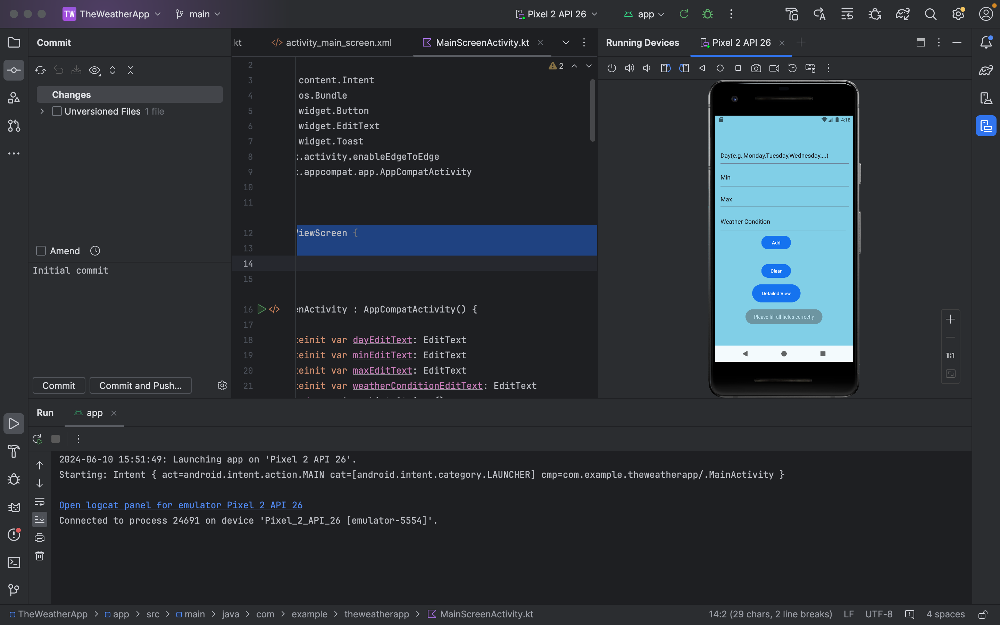 TW TheWeatherApp main Pixel 2 API 26 app
Commit
Changes
Unversioned Files 1 file
Amend
Initial commit
Commit Commit and Push...
kt activity_main_screen.xml MainScreenActivity.kt
2
2
3 content.Intent
4 os.Bundle
5 widget.Button
6 widget.EditText
7 widget.Toast
8 .activity.enableEdgeToEdge
9 .appcompat.app.AppCompatActivity
10
11
12 iewScreen {
13
14
15
16 nActivity : AppCompatActivity() {
17
18 einit var dayEditText: EditText
19 einit var minEditText: EditText
20 einit var maxEditText: EditText
21 einit var weatherConditionEditText: EditText
Running Devices Pixel 2 API 26
4:18
Day(e.g.,Monday,Tuesday,Wednesday....)
Min
Max
Weather Condition
Add
Clear
Detailed View
Please fill all fields correctly
1:1
Run app
2024-06-10 15:51:49: Launching app on 'Pixel 2 API 26'.
Starting: Intent { act=android.intent.action.MAIN cat=[android.intent.category.LAUNCHER] cmp=com.example.theweatherapp/.MainActivity }
Open logcat panel for emulator Pixel 2 API 26
Connected to process 24691 on device 'Pixel_2_API_26 [emulator-5554]'.
TheWeatherApp > app > src > main > java > com > example > theweatherapp > MainScreenActivity.kt
14:2 (29 chars, 2 line breaks) LF UTF-8 4 spaces